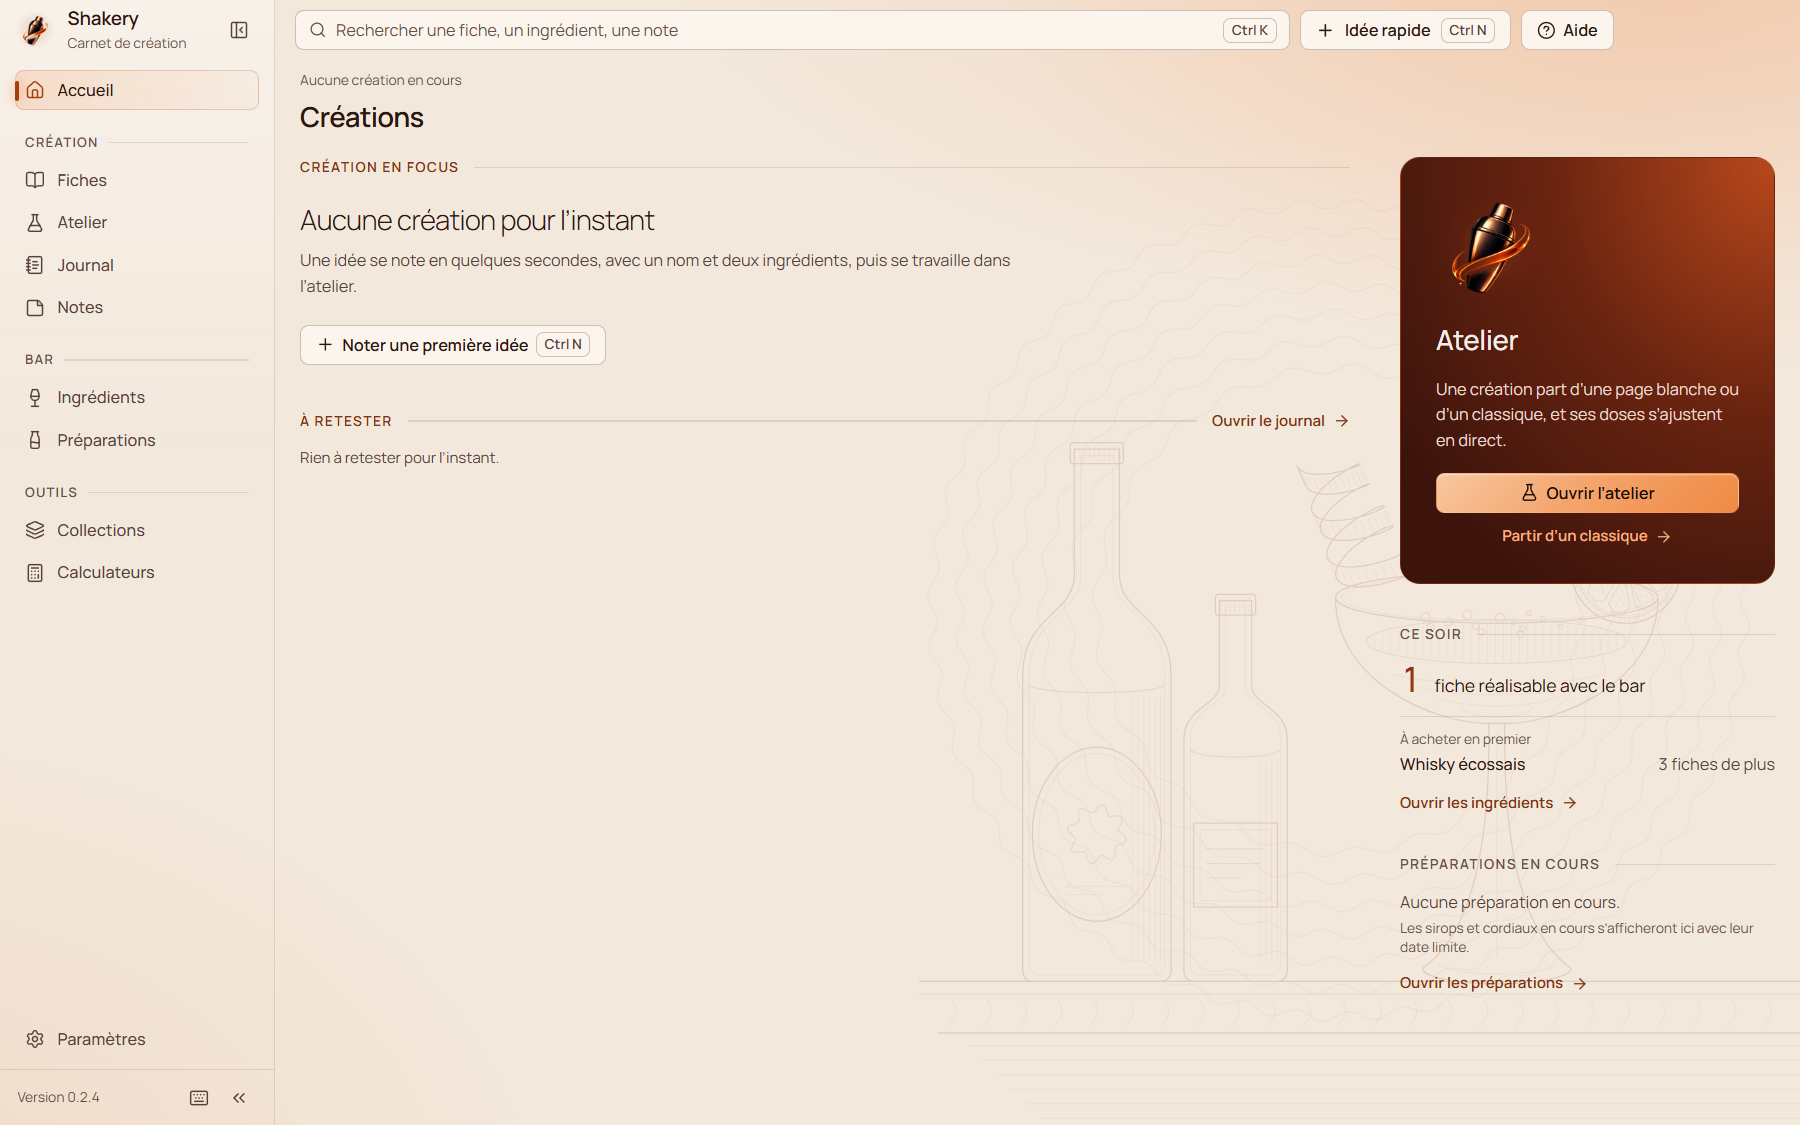 Shakery
Carnet de création
Accueil
CRÉATION
Fiches
Atelier
Journal
Notes
BAR
Ingrédients
Préparations
OUTILS
Collections
Calculateurs
Paramètres
Version 0.2.4
Rechercher une fiche, un ingrédient, une note
Ctrl K
Idée rapide
Ctrl N
Aide
Aucune création en cours
Créations
CRÉATION EN FOCUS
Aucune création pour l'instant
Une idée se note en quelques secondes, avec un nom et deux ingrédients, puis se travaille dans
l'atelier.
Noter une première idée
Ctrl N
À RETESTER
Ouvrir le journal
Rien à retester pour l'instant.
Atelier
Une création part d'une page blanche ou
d'un classique, et ses doses s'ajustent
en direct.
Ouvrir l'atelier
Partir d'un classique
CE SOIR
1 fiche réalisable avec le bar
À acheter en premier
Whisky écossais
3 fiches de plus
Ouvrir les ingrédients
PRÉPARATIONS EN COURS
Aucune préparation en cours.
Les sirops et cordiaux en cours s'afficheront ici avec leur
date limite.
Ouvrir les préparations